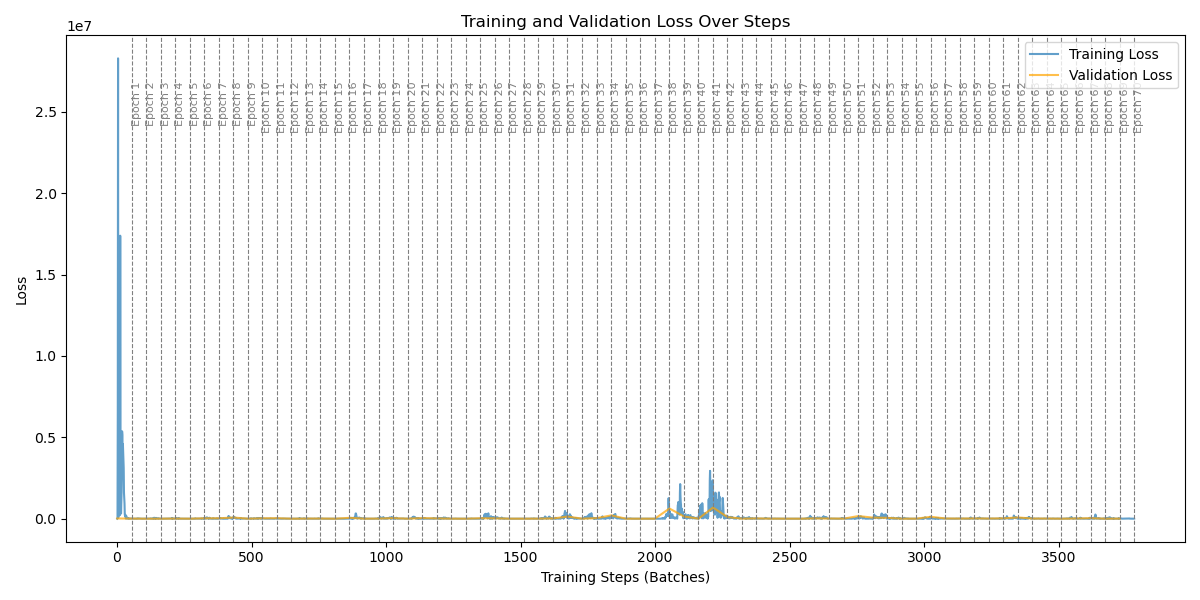 Training and Validation Loss Over Steps
1e7
Training Loss
Validation Loss
2.5
2.0
1.5
1.0
0.5
0.0
Loss
Epoch 1
Epoch 2
Epoch 3
Epoch 4
Epoch 5
Epoch 6
Epoch 7
Epoch 8
Epoch 9
Epoch 10
Epoch 11
Epoch 12
Epoch 13
Epoch 14
Epoch 15
Epoch 16
Epoch 17
Epoch 18
Epoch 19
Epoch 20
Epoch 21
Epoch 22
Epoch 23
Epoch 24
Epoch 25
Epoch 26
Epoch 27
Epoch 28
Epoch 29
Epoch 30
Epoch 31
Epoch 32
Epoch 33
Epoch 34
Epoch 35
Epoch 36
Epoch 37
Epoch 38
Epoch 39
Epoch 40
Epoch 41
Epoch 42
Epoch 43
Epoch 44
Epoch 45
Epoch 46
Epoch 47
Epoch 48
Epoch 49
Epoch 50
Epoch 51
Epoch 52
Epoch 53
Epoch 54
Epoch 55
Epoch 56
Epoch 57
Epoch 58
Epoch 59
Epoch 60
Epoch 61
Epoch 62
Epoch
Epoch
Epoch
Epoch
Epoch
Epoch
Epoch
Epoch
0
500
1000
1500
2000
2500
3000
3500
Training Steps (Batches)